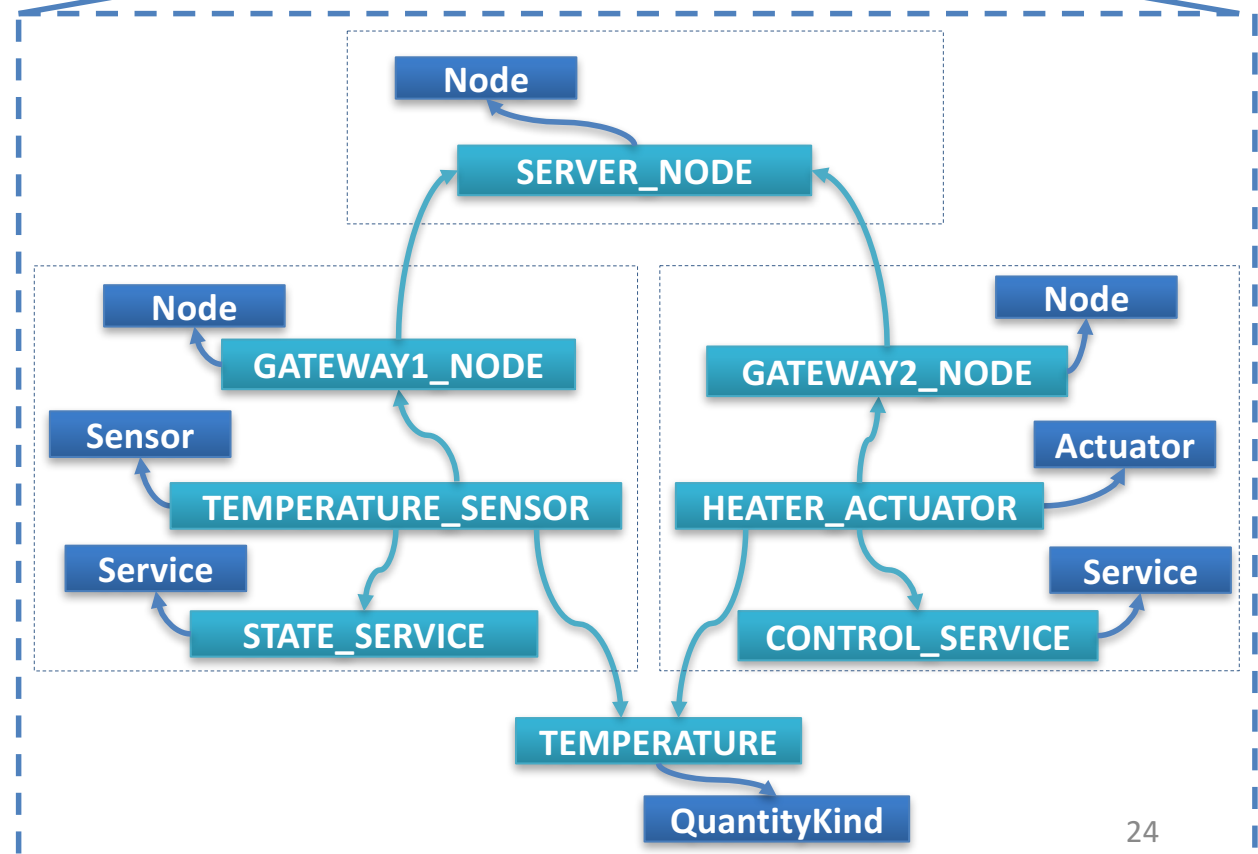 Node
SERVER_NODE
Node
GATEWAY1_NODE
Sensor
TEMPERATURE_SENSOR
Service
STATE_SERVICE
Node
GATEWAY2_NODE
Actuator
HEATER_ACTUATOR
Service
CONTROL_SERVICE
TEMPERATURE
QuantityKind
24